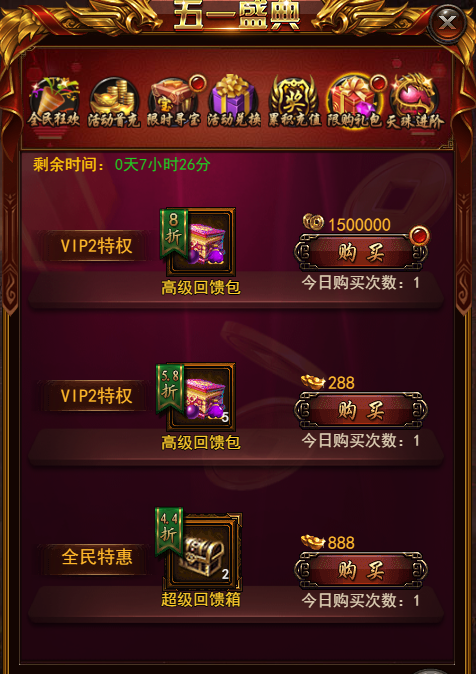 五一盛典
全民狂欢 活动首充 限时寻宝 活动兑换 累积充值 限购礼包 天珠进阶
宝
奖
剩余时间：0天7小时26分
8折
VIP2特权
1500000
购买
高级回馈包
今日购买次数：1
5.8折
VIP2特权
5
288
购买
高级回馈包
今日购买次数：1
4.4折
全民特惠
2
888
购买
超级回馈箱
今日购买次数：1